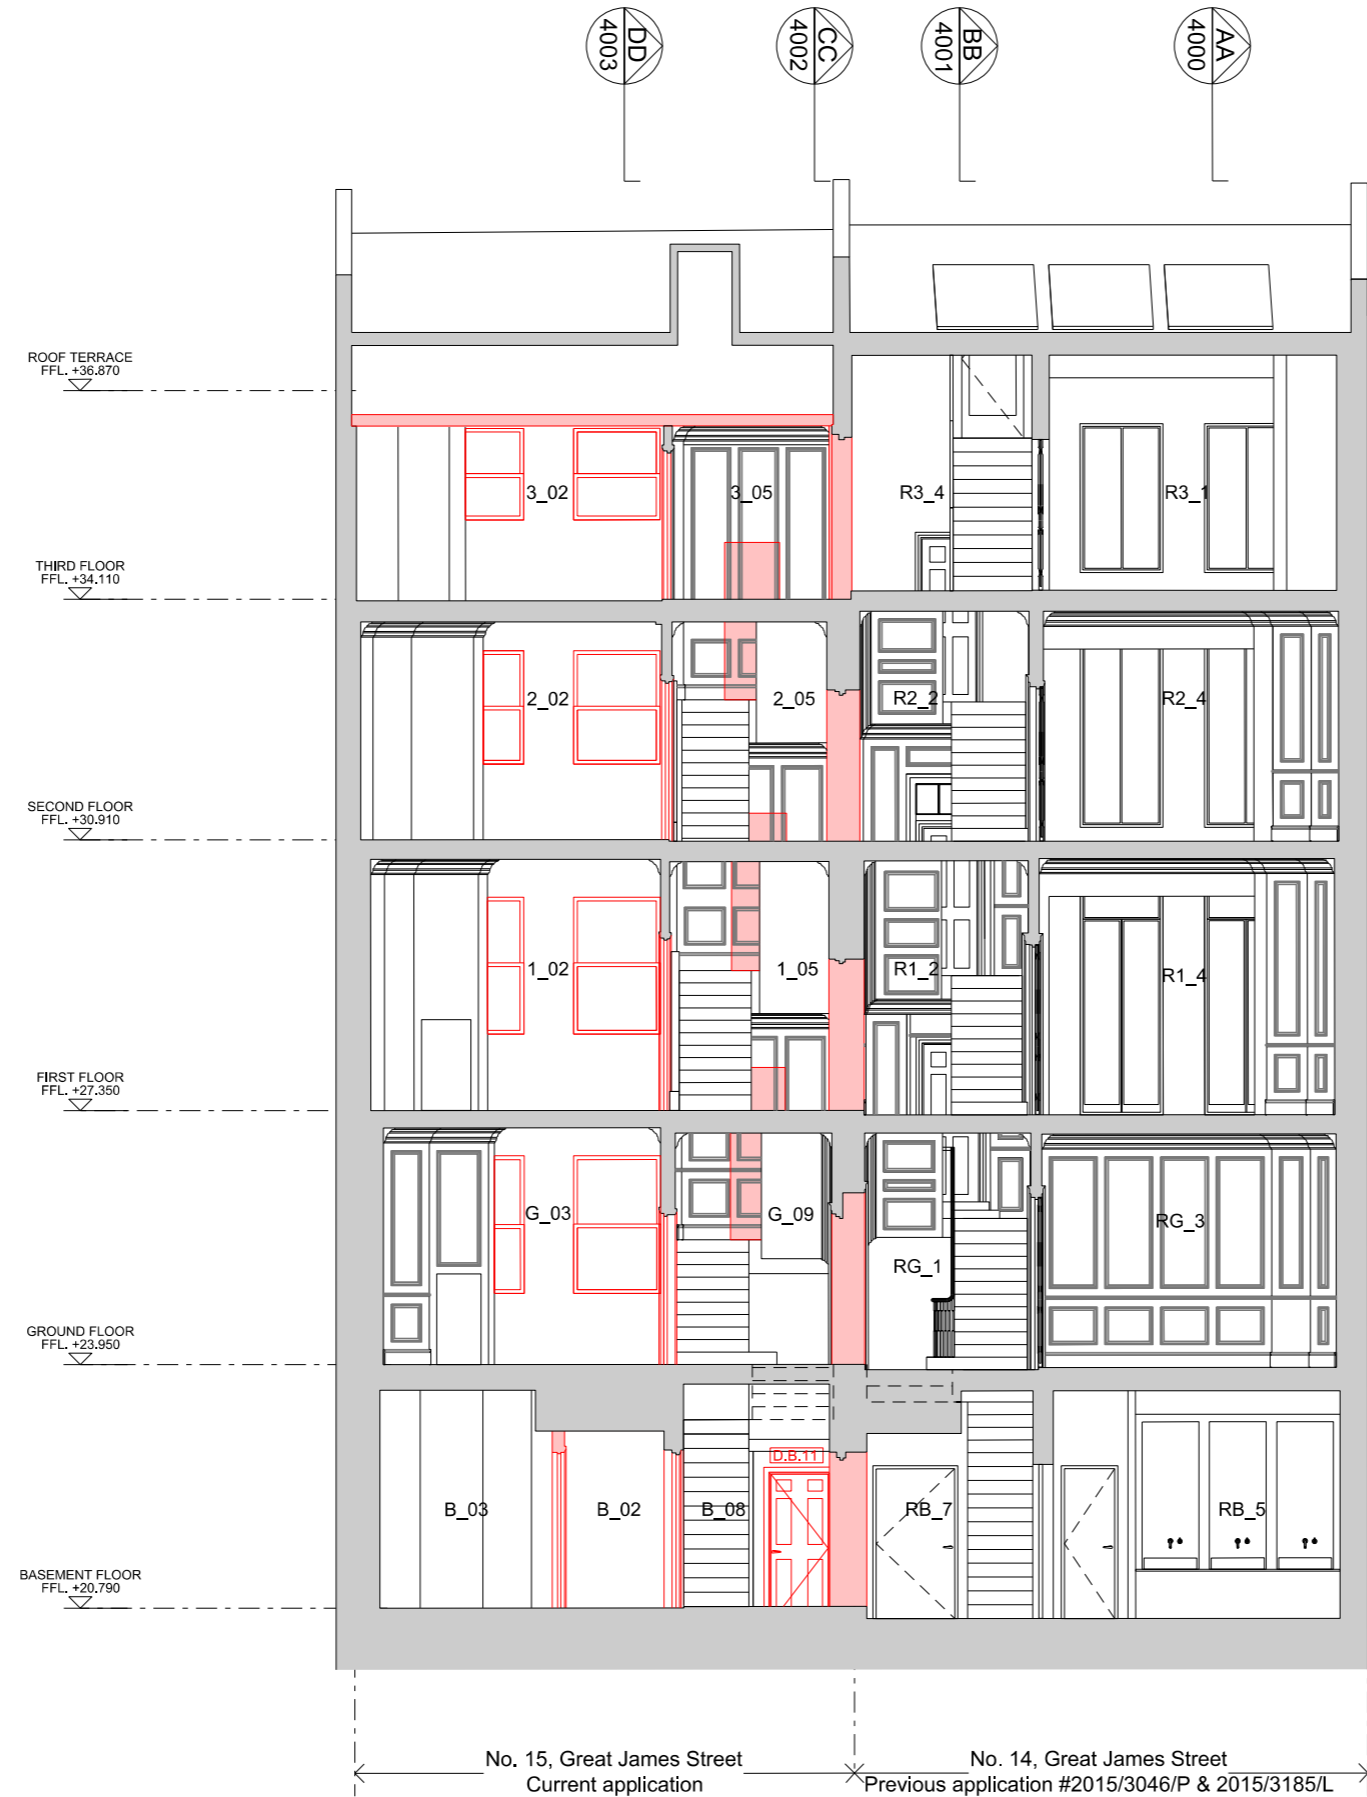 DD
4003
CC
4002
BB
4001
AA
4000
ROOF TERRACE
FFL. +36.870
3_02
3_05
R3_4
R3_1
THIRD FLOOR
FFL. +34.110
2_02
2_05
R2_2
R2_4
SECOND FLOOR
FFL. +30.910
1_02
1_05
R1_2
R1_4
FIRST FLOOR
FFL. +27.350
G_03
G_09
RG_1
RG_3
GROUND FLOOR
FFL. +23.950
D.B.11
B_03
B_02
B_08
RB_7
RB_5
BASEMENT FLOOR
FFL. +20.790
No. 15, Great James Street
Current application
No. 14, Great James Street
Previous application #2015/3046/P & 2015/3185/L